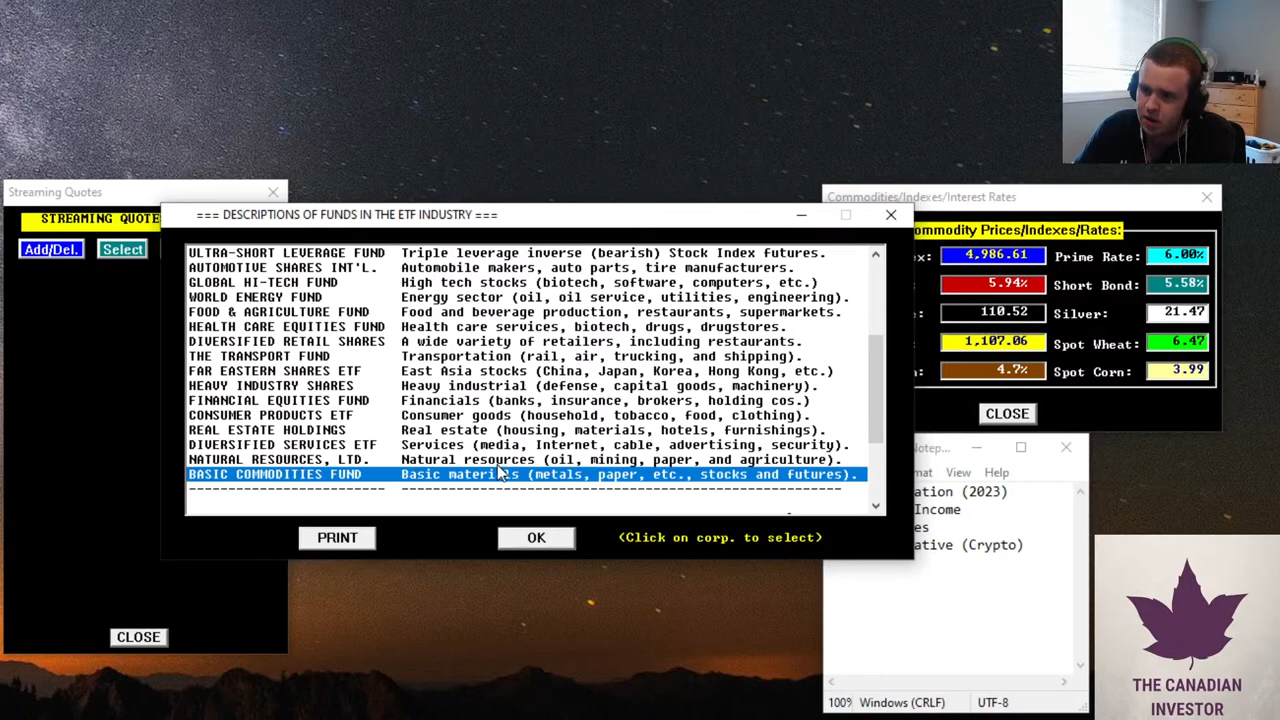 Streaming Quotes
STREAMING QUOTE
Add/Del.
Select
CLOSE
=== DESCRIPTIONS OF FUNDS IN THE ETF INDUSTRY ===
ULTRA-SHORT LEVERAGE FUND Triple leverage inverse (bearish) Stock Index futures.
AUTOMOTIVE SHARES INT'L. Automobile makers, auto parts, tire manufacturers.
GLOBAL HI-TECH FUND High tech stocks (biotech, software, computers, etc.)
WORLD ENERGY FUND Energy sector (oil, oil service, utilities, engineering).
FOOD & AGRICULTURE FUND Food and beverage production, restaurants, supermarkets.
HEALTH CARE EQUITIES FUND Health care services, biotech, drugs, drugstores.
DIVERSIFIED RETAIL SHARES A wide variety of retailers, including restaurants.
THE TRANSPORT FUND Transportation (rail, air, trucking, and shipping).
FAR EASTERN SHARES ETF East Asia stocks (China, Japan, Korea, Hong Kong, etc.)
HEAVY INDUSTRY SHARES Heavy industrial (defense, capital goods, machinery).
FINANCIAL EQUITIES FUND Financials (banks, insurance, brokers, holding cos.)
CONSUMER PRODUCTS ETF Consumer goods (household, tobacco, food, clothing).
REAL ESTATE HOLDINGS Real estate (housing, materials, hotels, furnishings).
DIVERSIFIED SERVICES ETF Services (media, Internet, cable, advertising, security).
NATURAL RESOURCES, LTD. Natural resources (oil, mining, paper, and agriculture).
BASIC COMMODITIES FUND Basic materials (metals, paper, etc., stocks and futures).
------------------------- --------------------------------------------------------
PRINT
OK
(Click on corp. to select)
Commodities/Indexes/Interest Rates
ommodity Prices/Indexes/Rates:
ex: 4,986.61 Prime Rate: 6.00%
5.94% Short Bond: 5.58%
: 110.52 Silver: 21.47
1,107.06 Spot Wheat: 6.47
: 4.7% Spot Corn: 3.99
CLOSE
Notep...
mat View Help
ation (2023)
Income
es
ative (Crypto)
100% Windows (CRLF) UTF-8
THE CANADIAN
INVESTOR